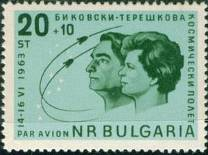 20+10
ST
БИКОВСКИ-ТЕРЕШКОВА
КОСМИЧЕСКИ ПОЛЕТ
14-16 VI 1963
PAR AVION NR BULGARIA